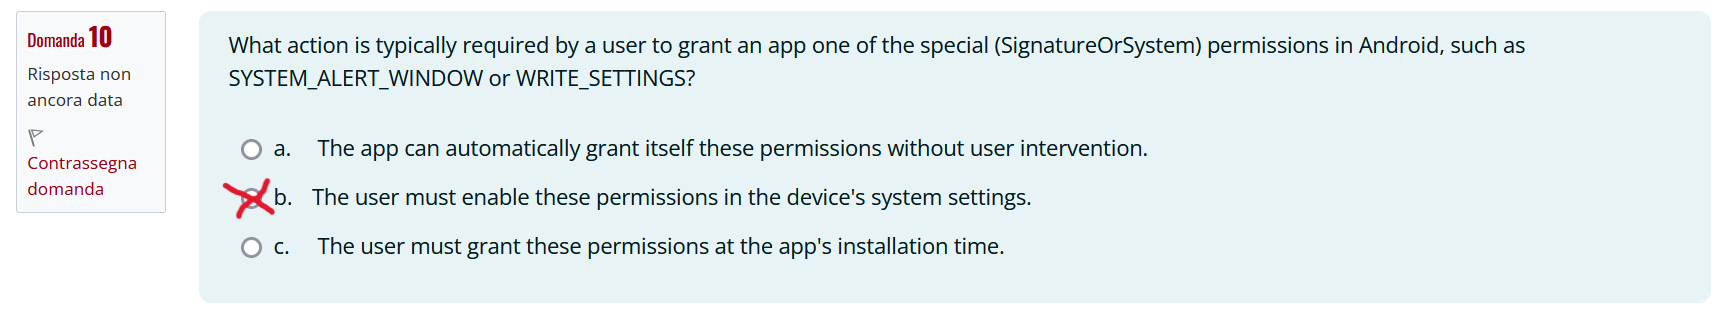 Domanda 10
Risposta non
ancora data
Contrassegna
domanda
What action is typically required by a user to grant an app one of the special (SignatureOrSystem) permissions in Android, such as
SYSTEM_ALERT_WINDOW or WRITE_SETTINGS?
a. The app can automatically grant itself these permissions without user intervention.
b. The user must enable these permissions in the device's system settings.
c. The user must grant these permissions at the app's installation time.